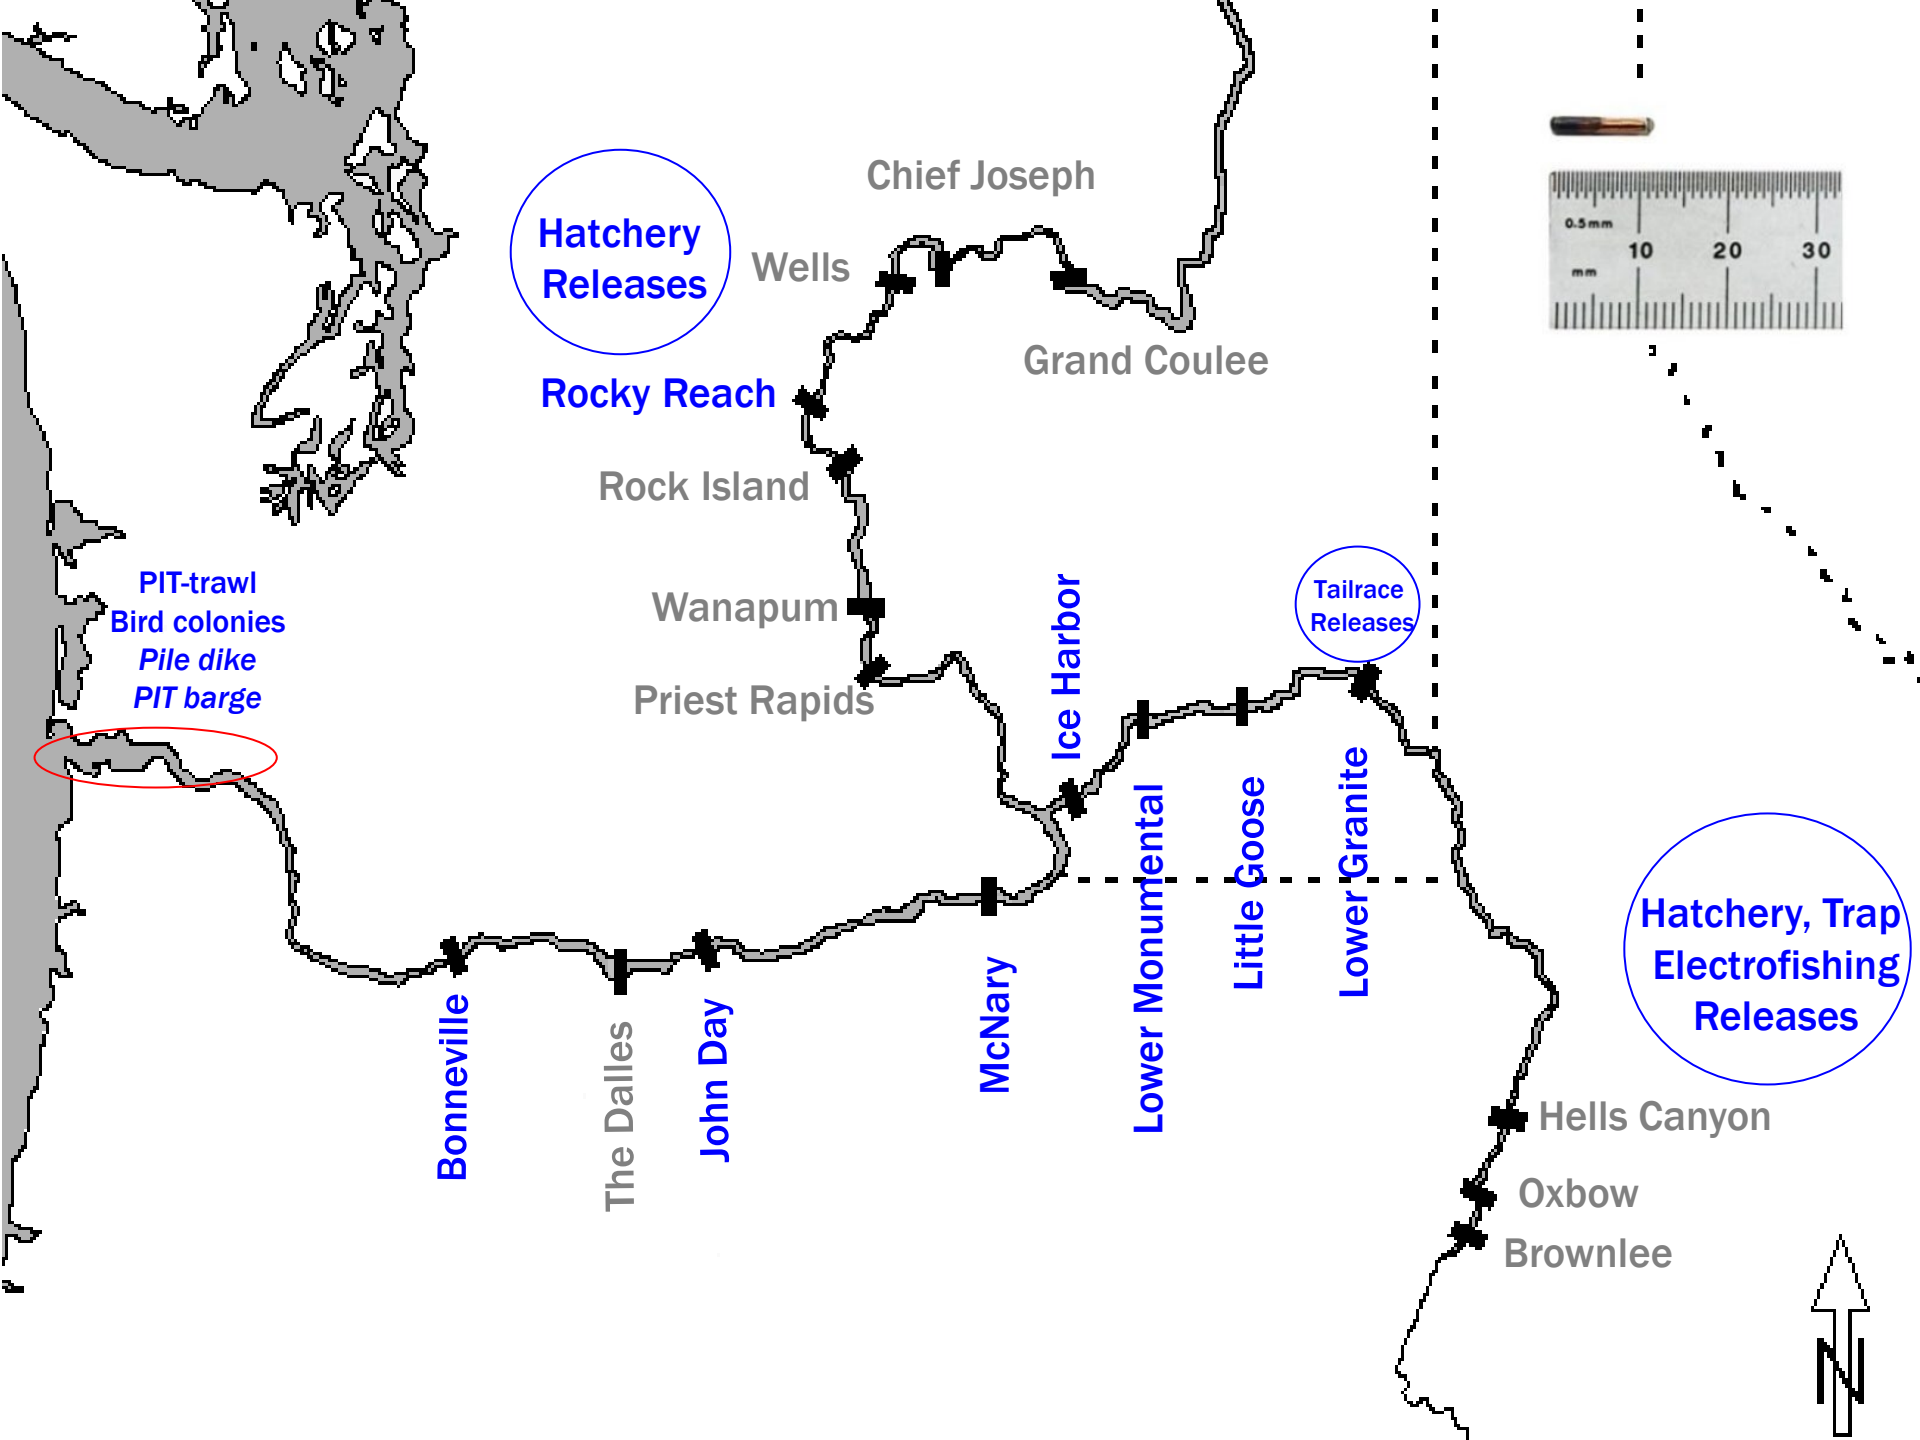 Chief Joseph
Hatchery
Releases
Wells
0.5mm
10 20 30
mm
Grand Coulee
Rocky Reach
Rock Island
PIT-trawl
Bird colonies
Pile dike
PIT barge
Wanapum
Priest Rapids
Ice Harbor
Tailrace
Releases
Lower Monumental
Little Goose
Lower Granite
Hatchery, Trap
Electrofishing
Releases
Bonneville
The Dalles
John Day
McNary
Hells Canyon
Oxbow
Brownlee
N